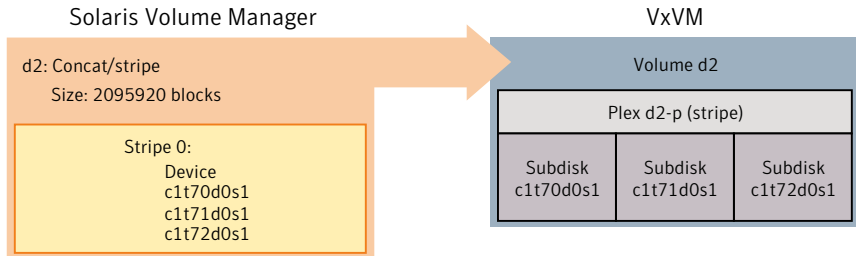 Solaris Volume Manager
VxVM
d2: Concat/stripe
Size: 2095920 blocks
Stripe 0:
Device
c1t70d0s1
c1t71d0s1
c1t72d0s1
Volume d2
Plex d2-p (stripe)
Subdisk
c1t70d0s1
Subdisk
c1t71d0s1
Subdisk
c1t72d0s1